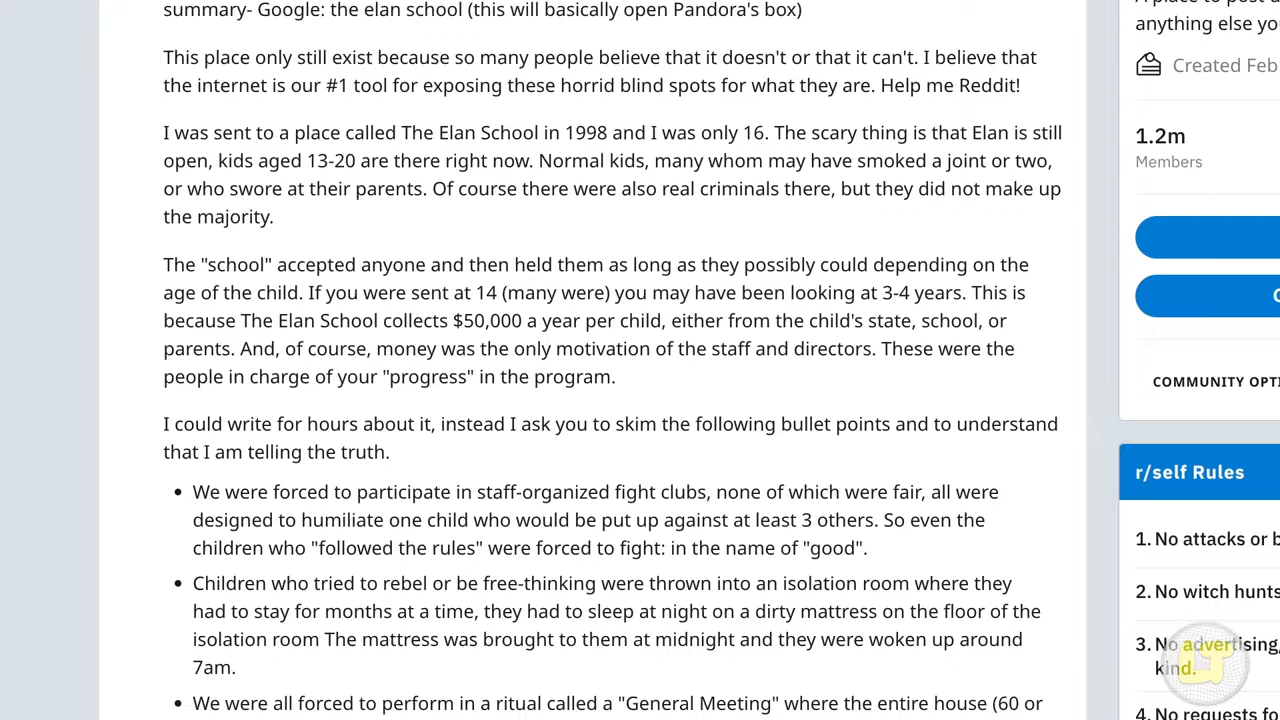 summary- Google: the elan school (this will basically open Pandora's box)
This place only still exist because so many people believe that it doesn't or that it can't. I believe that
the internet is our #1 tool for exposing these horrid blind spots for what they are. Help me Reddit!
I was sent to a place called The Elan School in 1998 and I was only 16. The scary thing is that Elan is still
open, kids aged 13-20 are there right now. Normal kids, many whom may have smoked a joint or two,
or who swore at their parents. Of course there were also real criminals there, but they did not make up
the majority.
The "school" accepted anyone and then held them as long as they possibly could depending on the
age of the child. If you were sent at 14 (many were) you may have been looking at 3-4 years. This is
because The Elan School collects $50,000 a year per child, either from the child's state, school, or
parents. And, of course, money was the only motivation of the staff and directors. These were the
people in charge of your "progress" in the program.
I could write for hours about it, instead I ask you to skim the following bullet points and to understand
that I am telling the truth.
• We were forced to participate in staff-organized fight clubs, none of which were fair, all were
designed to humiliate one child who would be put up against at least 3 others. So even the
children who "followed the rules" were forced to fight: in the name of "good".
• Children who tried to rebel or be free-thinking were thrown into an isolation room where they
had to stay for months at a time, they had to sleep at night on a dirty mattress on the floor of the
isolation room The mattress was brought to them at midnight and they were woken up around
7am.
• We were all forced to perform in a ritual called a "General Meeting" where the entire house (60 or
anything else yo
Created Feb
1.2m
Members
COMMUNITY OPTI
r/self Rules
1. No attacks or b
2. No witch hunts
3. No advertising,
kind.
4. No requests fo